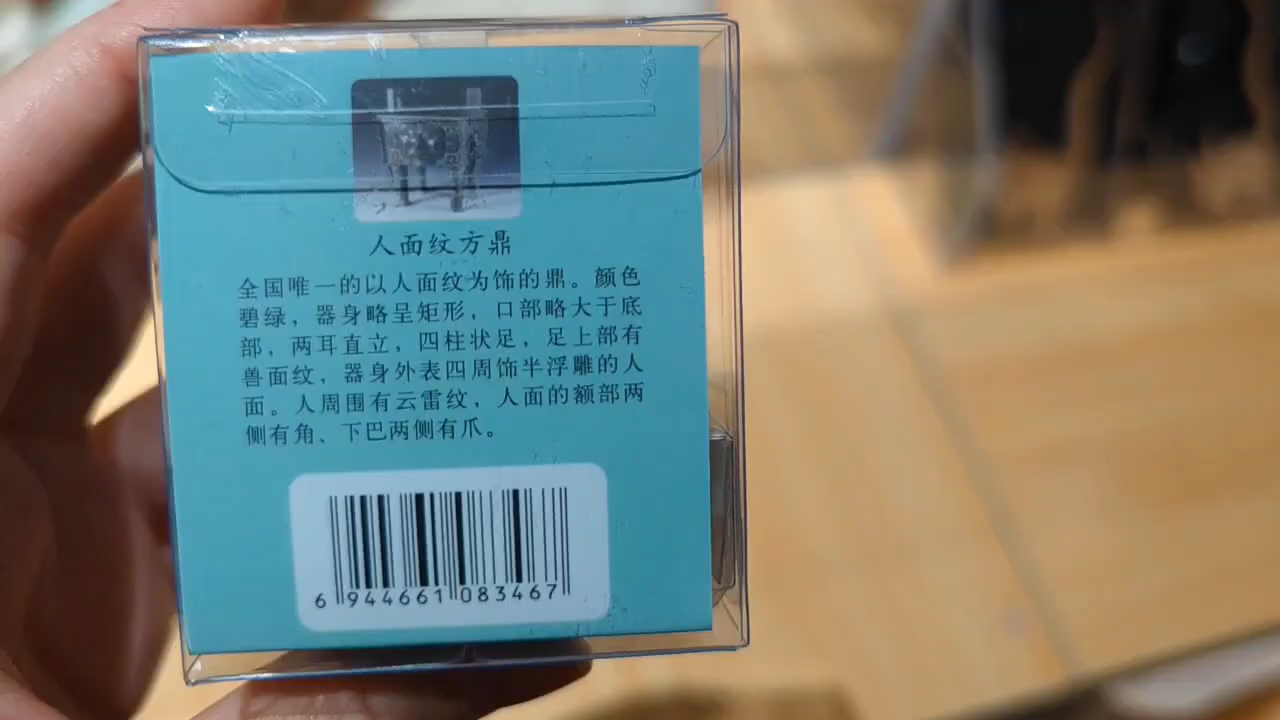 人面纹方鼎
全国唯一的以人面纹为饰的鼎。颜色
碧绿，器身略呈矩形，口部略大于底
部，两耳直立，四柱状足，足上部有
兽面纹，器身外表四周饰半浮雕的人
面。人周围有云雷纹，人面的额部两
侧有角、下巴两侧有爪。
6 944661 083467